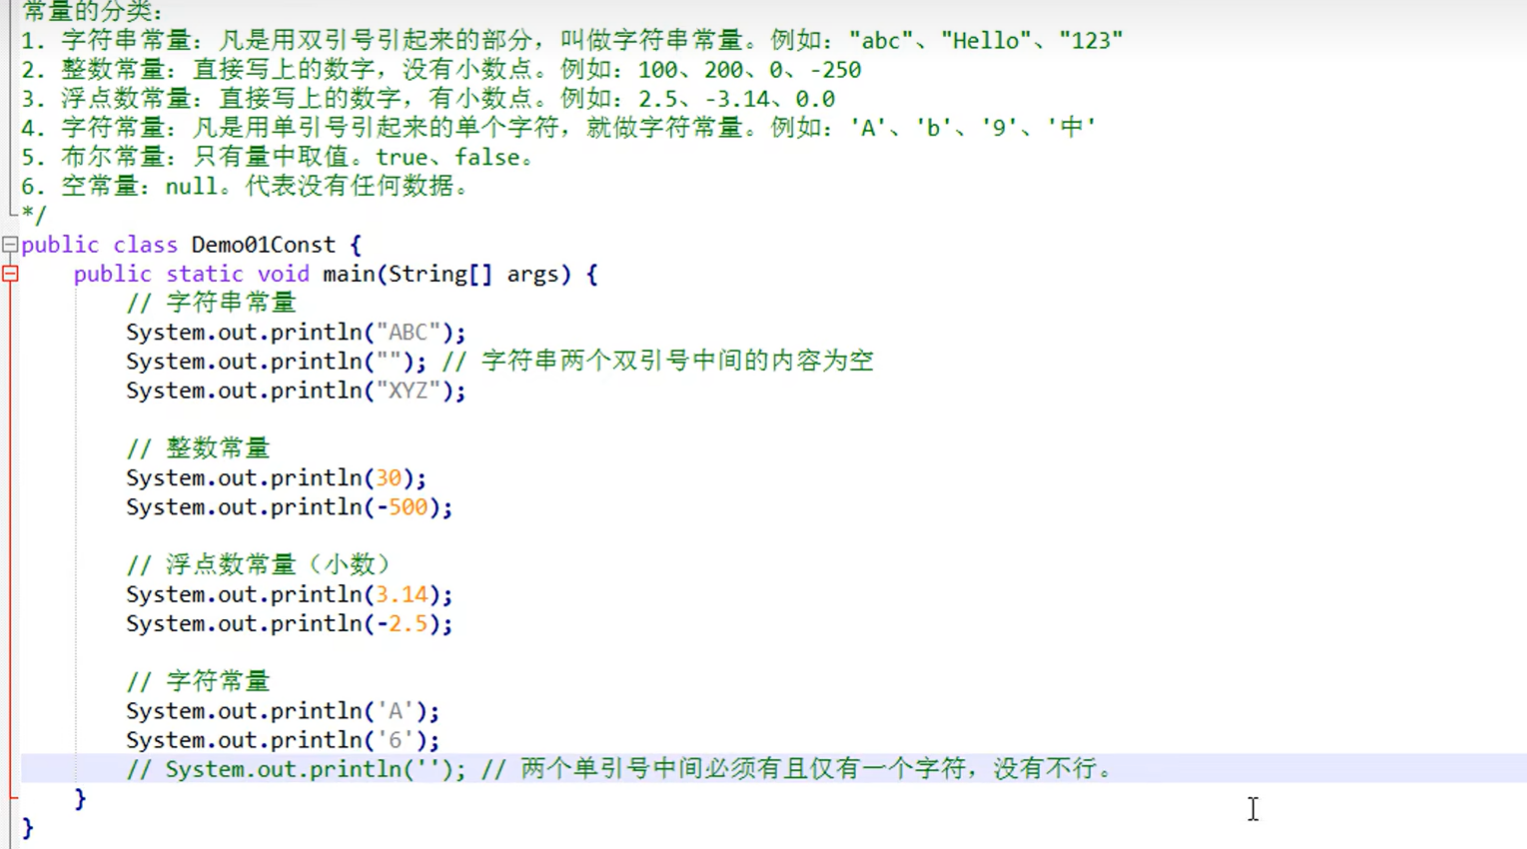 常量的分类:
1. 字符串常量：凡是用双引号引起来的部分，叫做字符串常量。例如："abc"、"Hello"、"123"
2. 整数常量：直接写上的数字，没有小数点。例如：100、200、0、-250
3. 浮点数常量：直接写上的数字，有小数点。例如：2.5、-3.14、0.0
4. 字符常量：凡是用单引号引起来的单个字符，就做字符常量。例如：'A'、'b'、'9'、'中'
5. 布尔常量：只有量中取值。true、false。
6. 空常量：null。代表没有任何数据。
*/
public class Demo01Const {
    public static void main(String[] args) {
        // 字符串常量
        System.out.println("ABC");
        System.out.println(""); // 字符串两个双引号中间的内容为空
        System.out.println("XYZ");
        // 整数常量
        System.out.println(30);
        System.out.println(-500);
        // 浮点数常量（小数）
        System.out.println(3.14);
        System.out.println(-2.5);
        // 字符常量
        System.out.println('A');
        System.out.println('6');
        // System.out.println(''); // 两个单引号中间必须有且仅有一个字符，没有不行。
    }
}